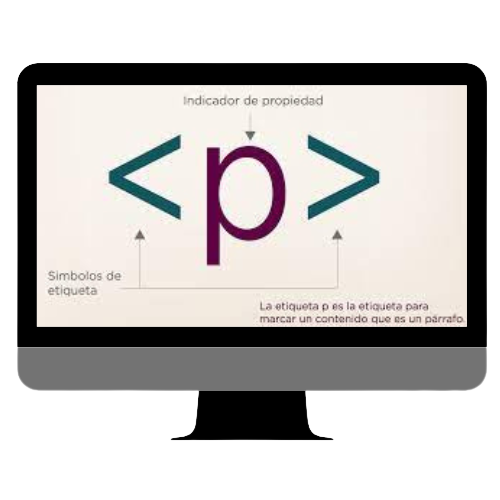 Indicador de propiedad
<p>
Simbolos de
etiqueta
La etiqueta p es la etiqueta para
marcar un contenido que es un párrafo.